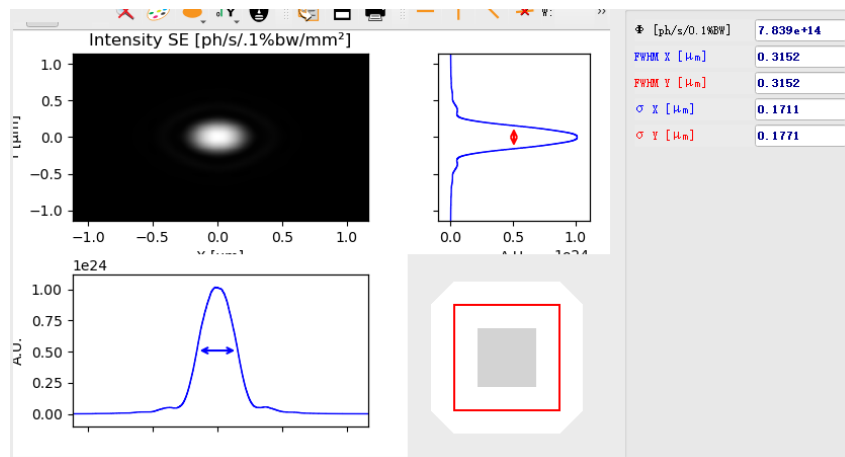 Y
W:
»
Intensity SE [ph/s/.1%bw/mm²]
1.0
0.5
0.0
−0.5
−1.0
−1.0 −0.5 0.0 0.5 1.0
0.0 0.5 1.0
1e24
1e24
1.00
0.75
0.50
0.25
0.00
A.U.
Φ [ph/s/0.1%BW] 7.839e+14
FWHM X [μm] 0.3152
FWHM Y [μm] 0.3152
σ X [μm] 0.1711
σ Y [μm] 0.1771